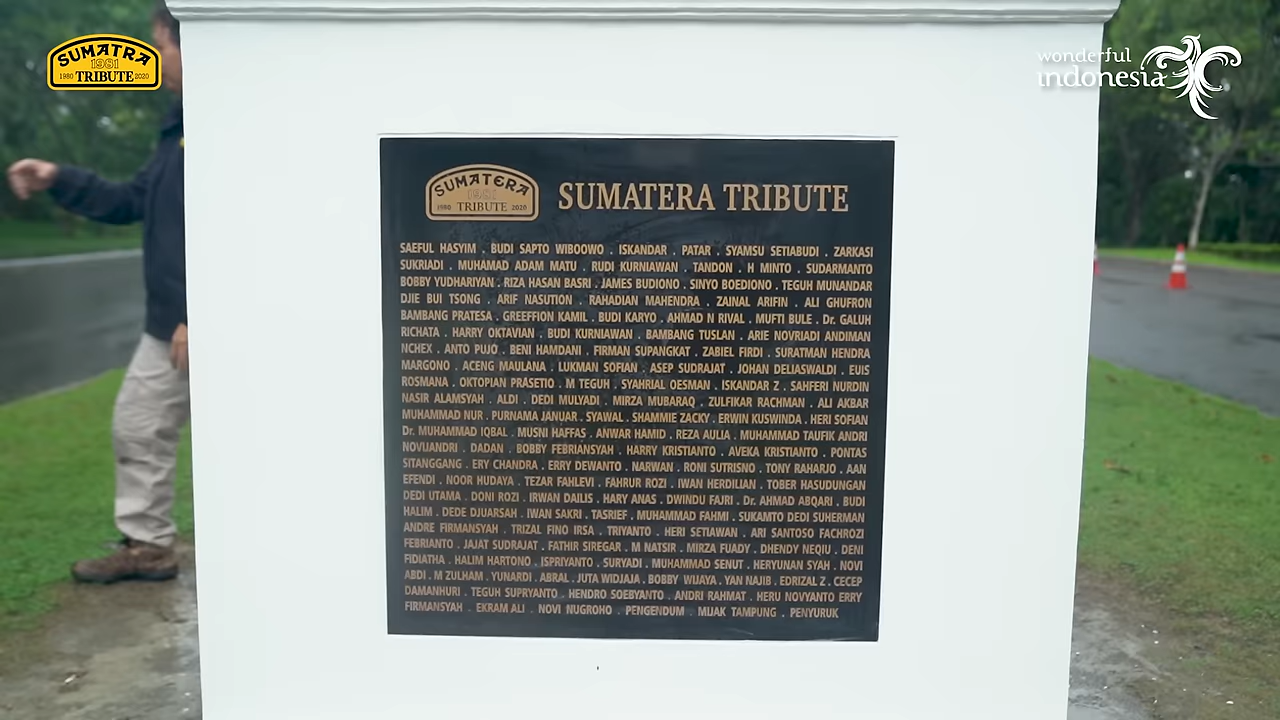 SUMATRA
1981
1980 TRIBUTE 2020
wonderful
indonesia
SUMATERA
1981
1980 TRIBUTE 2020
SUMATERA TRIBUTE
SAEFUL HASYIM . BUDI SAPTO WIBOOWO . ISKANDAR . PATAR . SYAMSU SETIABUDI . ZARKASI
SUKRIADI . MUHAMAD ADAM MATU . RUDI KURNIAWAN . TANDON . H MINTO . SUDARMANTO
BOBBY YUDHARIYAN . RIZA HASAN BASRI . JAMES BUDIONO . SINYO BOEDIONO . TEGUH MUNANDAR
DJIE BUI TSONG . ARIF NASUTION . RAHADIAN MAHENDRA . ZAINAL ARIFIN . ALI GHUFRON
BAMBANG PRATESA . GREEFFION KAMIL . BUDI KARYO . AHMAD N RIVAL . MUFTI BULE . Dr. GALUH
RICHATA . HARRY OKTAVIAN . BUDI KURNIAWAN . BAMBANG TUSLAN . ARIE NOVRIADI ANDIMAN
NCHEX . ANTO PUJO . BENI HAMDANI . FIRMAN SUPANGKAT . ZABIEL FIRDI . SURATMAN HENDRA
MARGONO . ACENG MAULANA . LUKMAN SOFIAN . ASEP SUDRAJAT . JOHAN DELIASWALDI . EUIS
ROSMANA . OKTOPIAN PRASETIO . M TEGUH . SYAHRIAL OESMAN . ISKANDAR Z . SAHFERI NURDIN
NASIR ALAMSYAH . ALDI . DEDI MULYADI . MIRZA MUBARAQ . ZULFIKAR RACHMAN . ALI AKBAR
MUHAMMAD NUR . PURNAMA JANUAR . SYAWAL . SHAMMIE ZACKY . ERWIN KUSWINDA . HERI SOFIAN
Dr. MUHAMMAD IQBAL . MUSNI HAFFAS . ANWAR HAMID . REZA AULIA . MUHAMMAD TAUFIK ANDRI
NOVIJANDRI . DADAN . BOBBY FEBRIANSYAH . HARRY KRISTIANTO . AVEKA KRISTIANTO . PONTAS
SITANGGANG . ERY CHANDRA . ERRY DEWANTO . NARWAN . RONI SUTRISNO . TONY RAHARJO . AAN
EFENDI . NOOR HUDAYA . TEZAR FAHLEVI . FAHRUR ROZI . IWAN HERDILIAN . TOBER HASUDUNGAN
DEDI UTAMA . DONI ROZI . IRWAN DAILIS . HARY ANAS . DWINDU FAJRI . Dr. AHMAD ABQARI . BUDI
HALIM . DEDE DJUARSAH . IWAN SAKRI . TASRIEF . MUHAMMAD FAHMI . SUKAMTO DEDI SUHERMAN
ANDRE FIRMANSYAH . TRIZAL FINO IRSA . TRIYANTO . HERI SETIAWAN . ARI SANTOSO FACHROZI
FEBRIANTO . JAJAT SUDRAJAT . FATHIR SIREGAR . M NATSIR . MIRZA FUADY . DHENDY NEQIU . DENI
FIDIATHA . HALIM HARTONO . ISPRIYANTO . SURYADI . MUHAMMAD SENUT . HERYUNAN SYAH . NOVI
ABDI . M ZULHAM . YUNARDI . ABRAL . JUTA WIDJAJA . BOBBY WIJAYA . YAN NAJIB . EDRIZAL Z . CECEP
DAMANHURI . TEGUH SUPRYANTO . HENDRO SOEBYANTO . ANDRI RAHMAT . HERU NOVYANTO ERRY
FIRMANSYAH . EKRAM ALI . NOVI NUGROHO . PENGENDUM . MIJAK TAMPUNG . PENYURUK